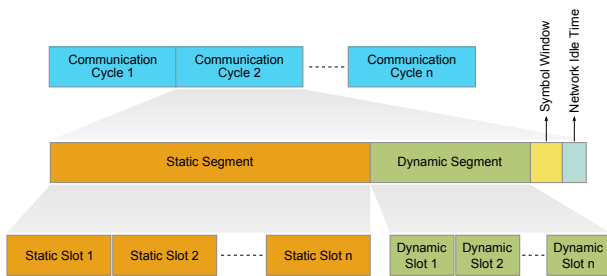 Communication
Cycle 1
Communication
Cycle 2
Communication
Cycle n
Symbol Window
Network Idle Time
Static Segment
Dynamic Segment
Static Slot 1
Static Slot 2
Static Slot n
Dynamic
Slot 1
Dynamic
Slot 2
Dynamic
Slot n